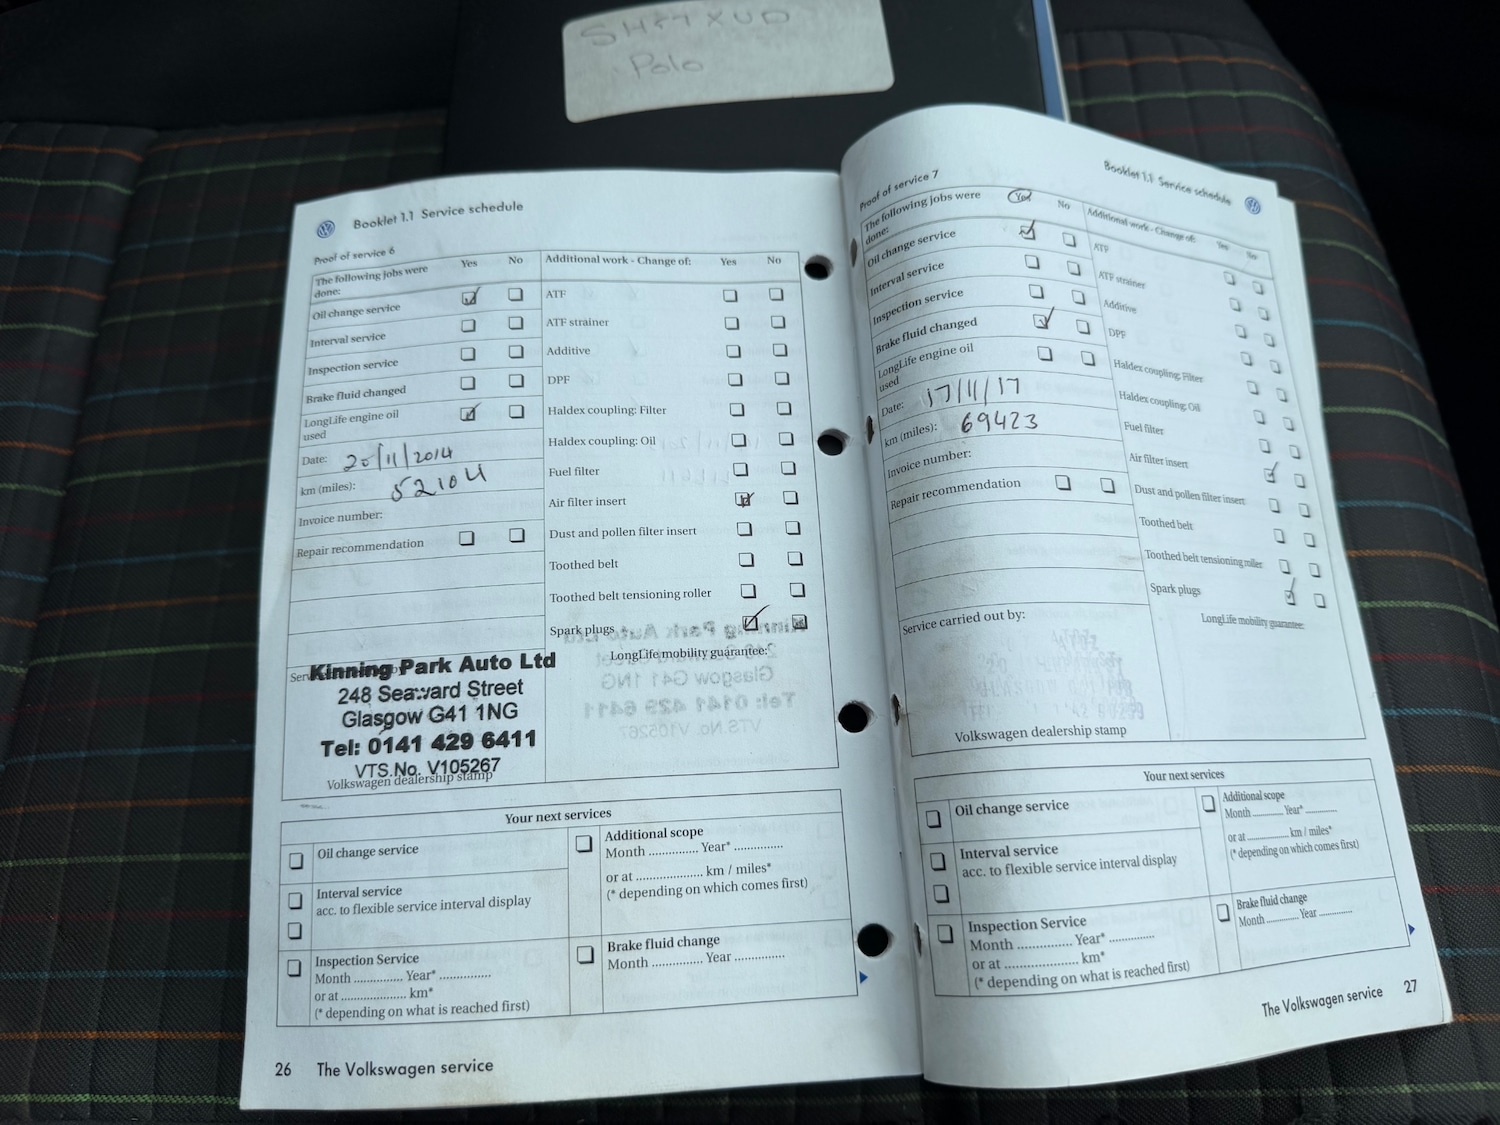 Polo
Booklet 1.1 Service schedule
Proof of service 6
The following jobs were done: Yes No
Oil change service
Interval service
Inspection service
Brake fluid changed
LongLife engine oil used
Date: 20/11/2014
km (miles): 52104
Invoice number:
Repair recommendation
Additional work - Change of: Yes No
ATF
ATF strainer
Additive
DPF
Haldex coupling: Filter
Haldex coupling: Oil
Fuel filter
Air filter insert
Dust and pollen filter insert
Toothed belt
Toothed belt tensioning roller
Spark plugs
LongLife mobility guarantee:
Kinning Park Auto Ltd
248 Seaward Street
Glasgow G41 1NG
Tel: 0141 429 6411
VTS.No. V105267
Volkswagen dealership stamp
Your next services
Oil change service
Interval service
acc. to flexible service interval display
Inspection Service
Month ............ Year* ...............
or at .................... km*
(* depending on what is reached first)
Additional scope
Month ............... Year* ...............
or at .................... km / miles*
(* depending on which comes first)
Brake fluid change
Month ............ Year ...............
26 The Volkswagen service
Booklet 1.1 Service schedule
Proof of service 7
The following jobs were done: Yes No
Oil change service
Interval service
Inspection service
Brake fluid changed
LongLife engine oil used
Date: 17/11/17
km (miles): 69423
Invoice number:
Repair recommendation
Service carried out by:
Volkswagen dealership stamp
Additional work - Change of: Yes No
ATF
ATF strainer
Additive
DPF
Haldex coupling: Filter
Haldex coupling: Oil
Fuel filter
Air filter insert
Dust and pollen filter insert
Toothed belt
Toothed belt tensioning roller
Spark plugs
LongLife mobility guarantee:
Your next services
Oil change service
Interval service
acc. to flexible service interval display
Inspection Service
Month ............... Year* ...............
or at .................... km*
(* depending on what is reached first)
Additional scope
Month ............ Year* ............
or at ............... km / miles*
(* depending on which comes first)
Brake fluid change
Month ............ Year ............
The Volkswagen service 27